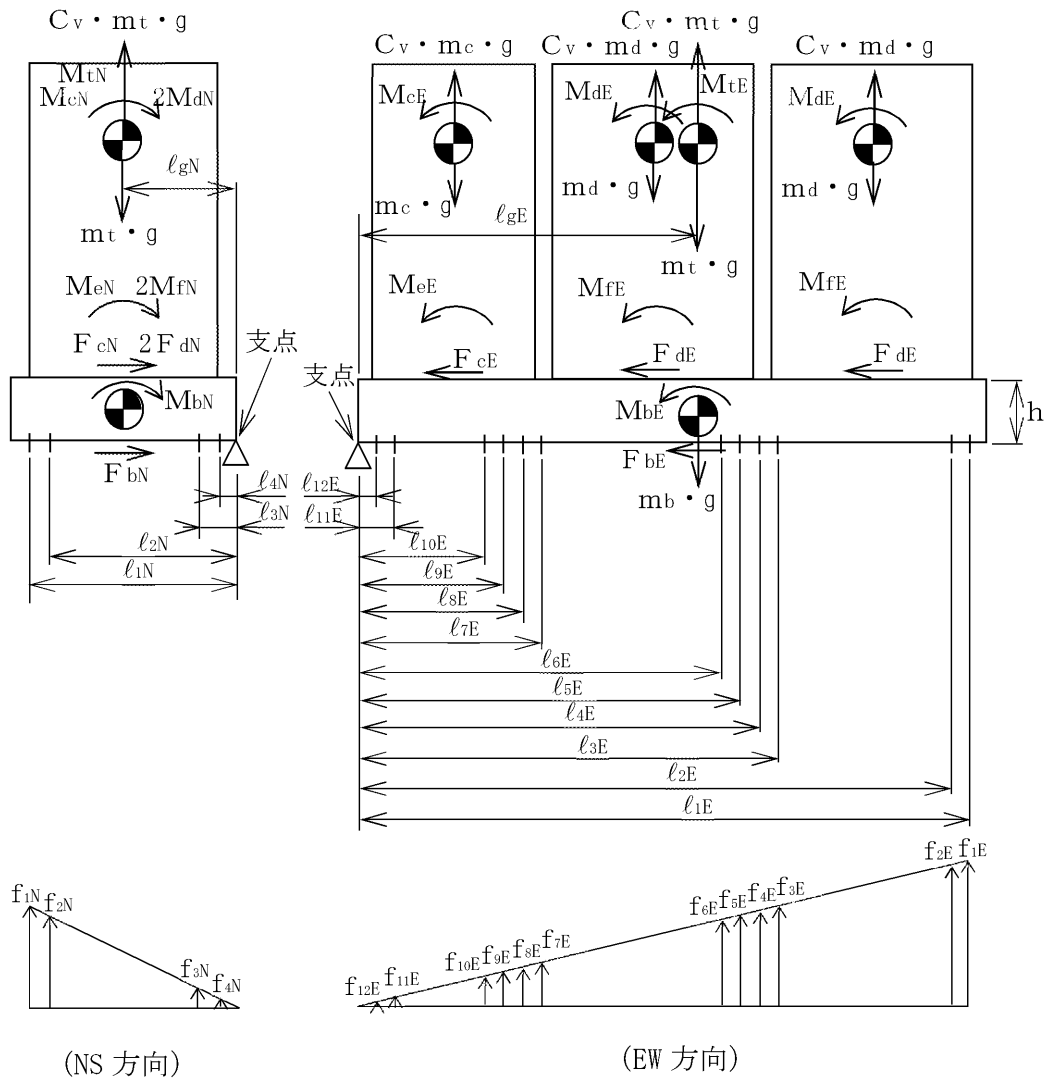 Cv・mt・g
MtN
McN
2MdN
ℓgN
mt・g
MeN 2MfN
FcN 2FdN
MbN
FbN
支点
ℓ4N
ℓ3N
ℓ2N
ℓ1N
Cv・mt・g
Cv・mc・g
Cv・md・g
Cv・md・g
McE
MdE
MtE
MdE
mc・g
md・g
md・g
ℓgE
mt・g
MeE
MfE
MfE
FcE
FdE
FdE
支点
MbE
h
FbE
mb・g
ℓ12E
ℓ11E
ℓ10E
ℓ9E
ℓ8E
ℓ7E
ℓ6E
ℓ5E
ℓ4E
ℓ3E
ℓ2E
ℓ1E
f1N
f2N
f3N
f4N
(NS 方向)
f12E
f11E
f10E
f9E
f8E
f7E
f6E
f5E
f4E
f3E
f2E
f1E
(EW 方向)